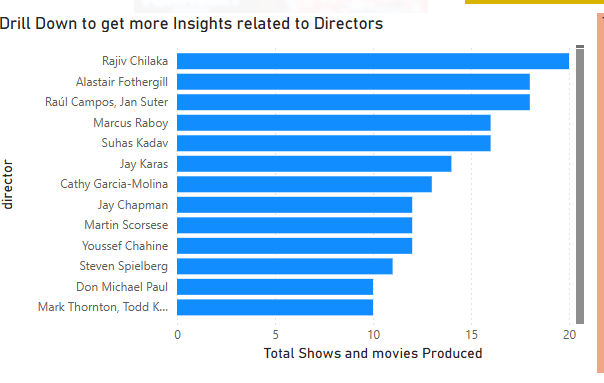 Drill Down to get more Insights related to Directors
Rajiv Chilaka
Alastair Fothergill
Raúl Campos, Jan Suter
Marcus Raboy
Suhas Kadav
Jay Karas
Cathy Garcia-Molina
Jay Chapman
Martin Scorsese
Youssef Chahine
Steven Spielberg
Don Michael Paul
Mark Thornton, Todd K...
director
0 5 10 15 20
Total Shows and movies Produced